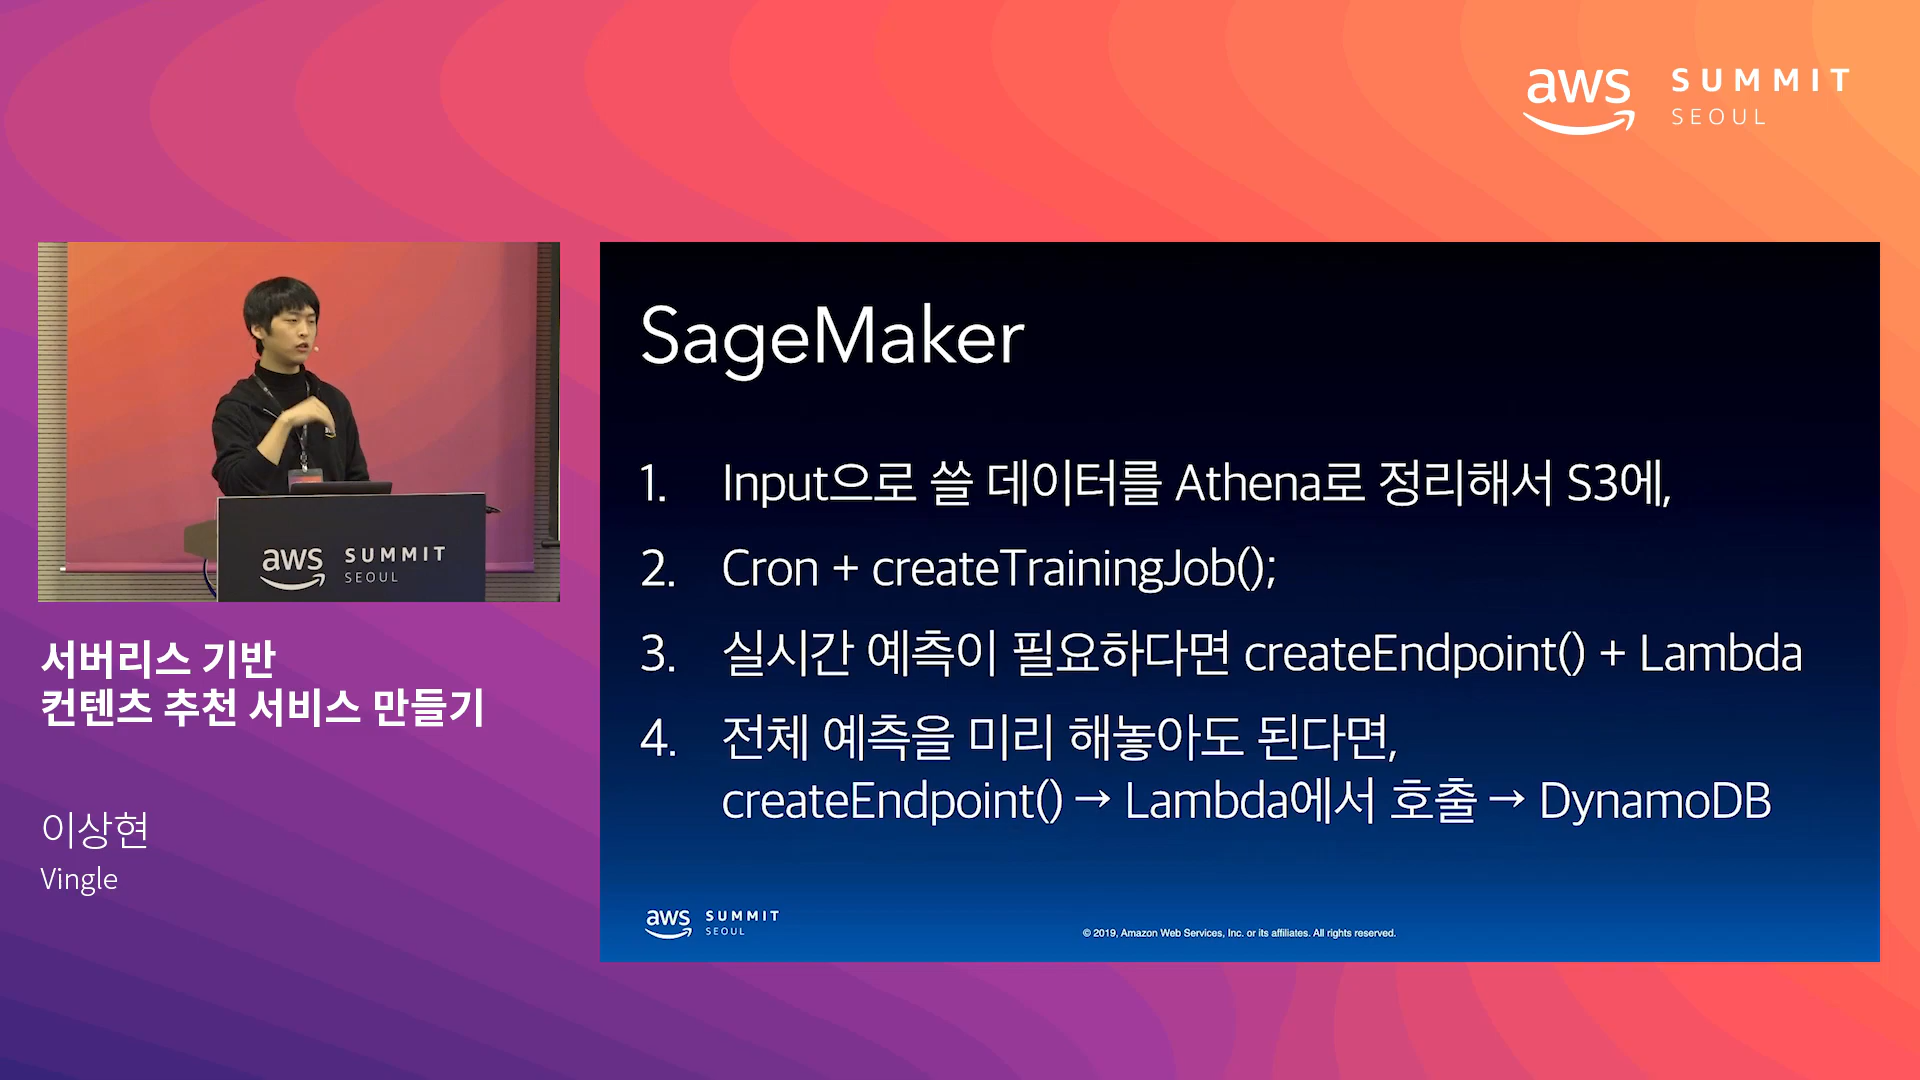 aws SUMMIT
SEOUL
aws SUMMIT
SEOUL
서버리스 기반
컨텐츠 추천 서비스 만들기
이상현
Vingle
SageMaker
1. Input으로 쓸 데이터를 Athena로 정리해서 S3에,
2. Cron + createTrainingJob();
3. 실시간 예측이 필요하다면 createEndpoint() + Lambda
4. 전체 예측을 미리 해놓아도 된다면,
createEndpoint() → Lambda에서 호출 → DynamoDB
aws SUMMIT
SEOUL
© 2019, Amazon Web Services, Inc. or its affiliates. All rights reserved.